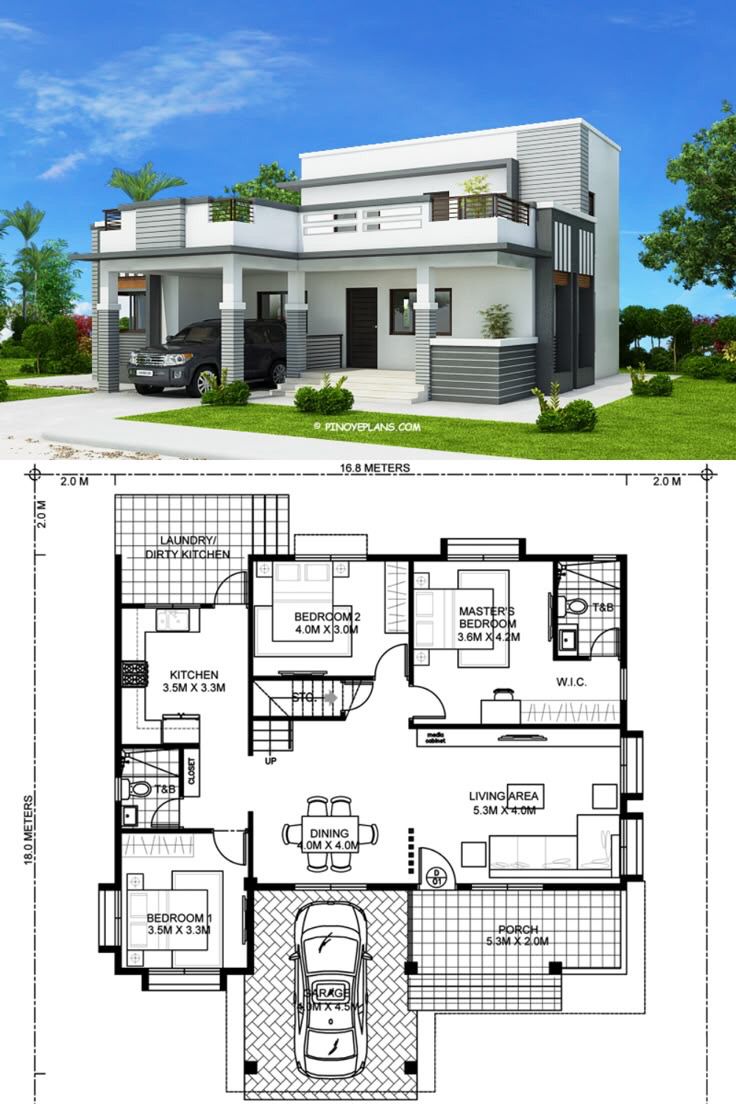 © PINOYEPLANS.COM
16.8 METERS
2.0 M
2.0 M
2.0 M
LAUNDRY/
DIRTY KITCHEN
BEDROOM 2
4.0M X 3.0M
MASTER'S
BEDROOM
3.6M X 4.2M
T&B
KITCHEN
3.5M X 3.3M
STO.
W.I.C.
UP
media
cabinet
T&B
CLOSET
LIVING AREA
5.3M X 4.0M
18.0 METERS
DINING
4.0M X 4.0M
D
01
BEDROOM 1
3.5M X 3.3M
PORCH
5.3M X 2.0M
GARAGE
X 4.5M